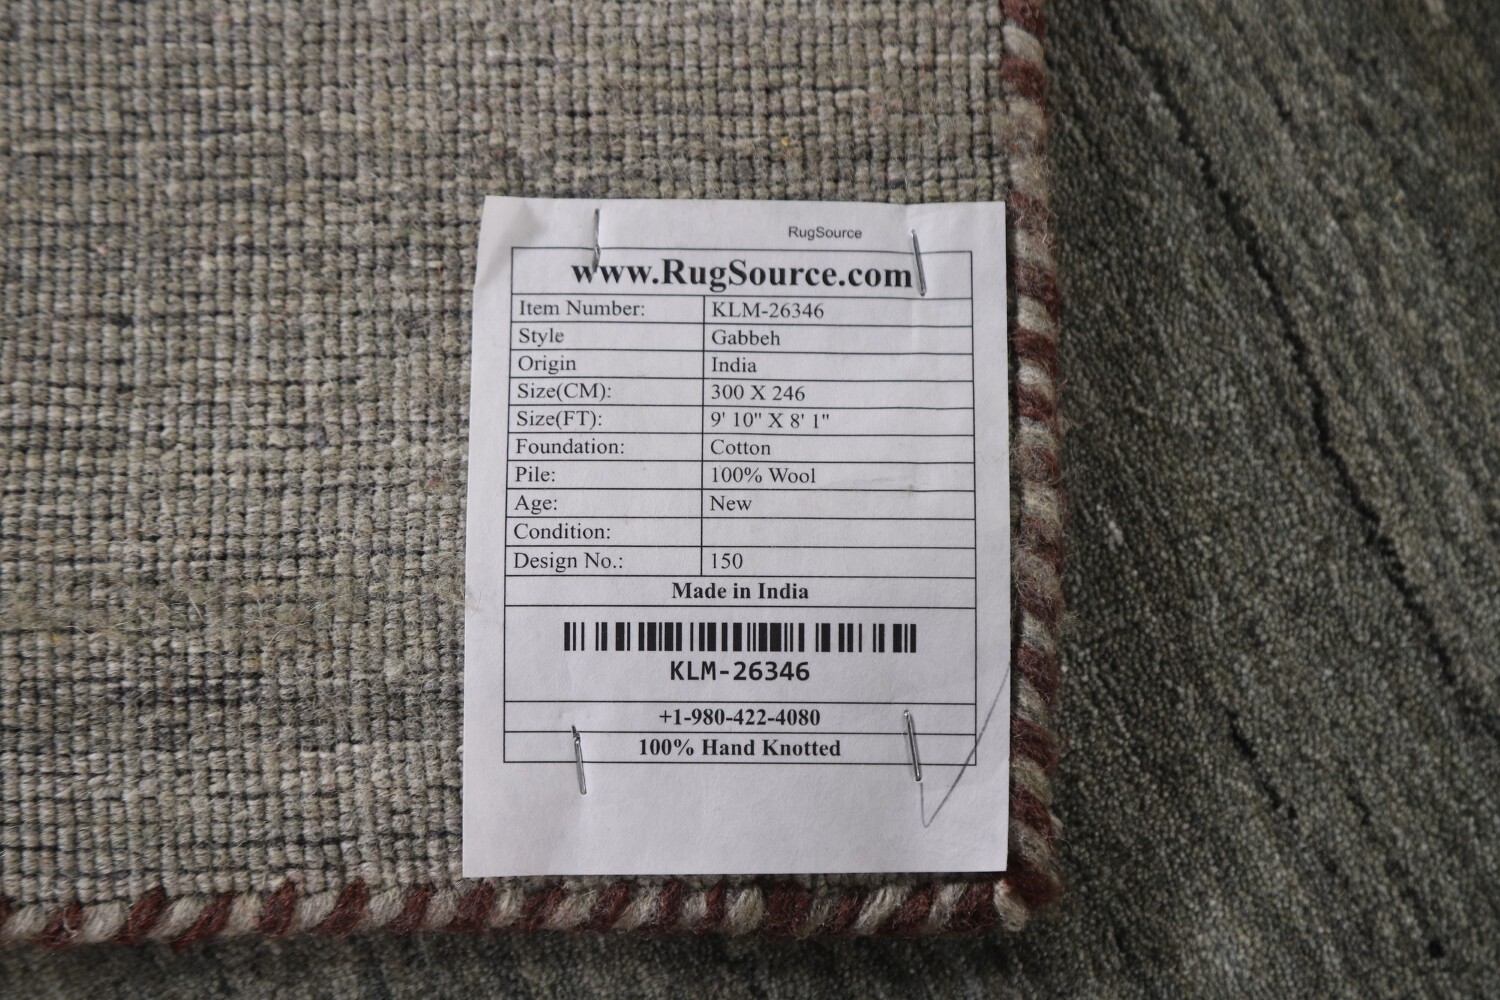 RugSource
www.RugSource.com
Item Number: KLM-26346
Style Gabbeh
Origin India
Size(CM): 300 X 246
Size(FT): 9' 10" X 8' 1"
Foundation: Cotton
Pile: 100% Wool
Age: New
Condition:
Design No.: 150
Made in India
KLM-26346
+1-980-422-4080
100% Hand Knotted